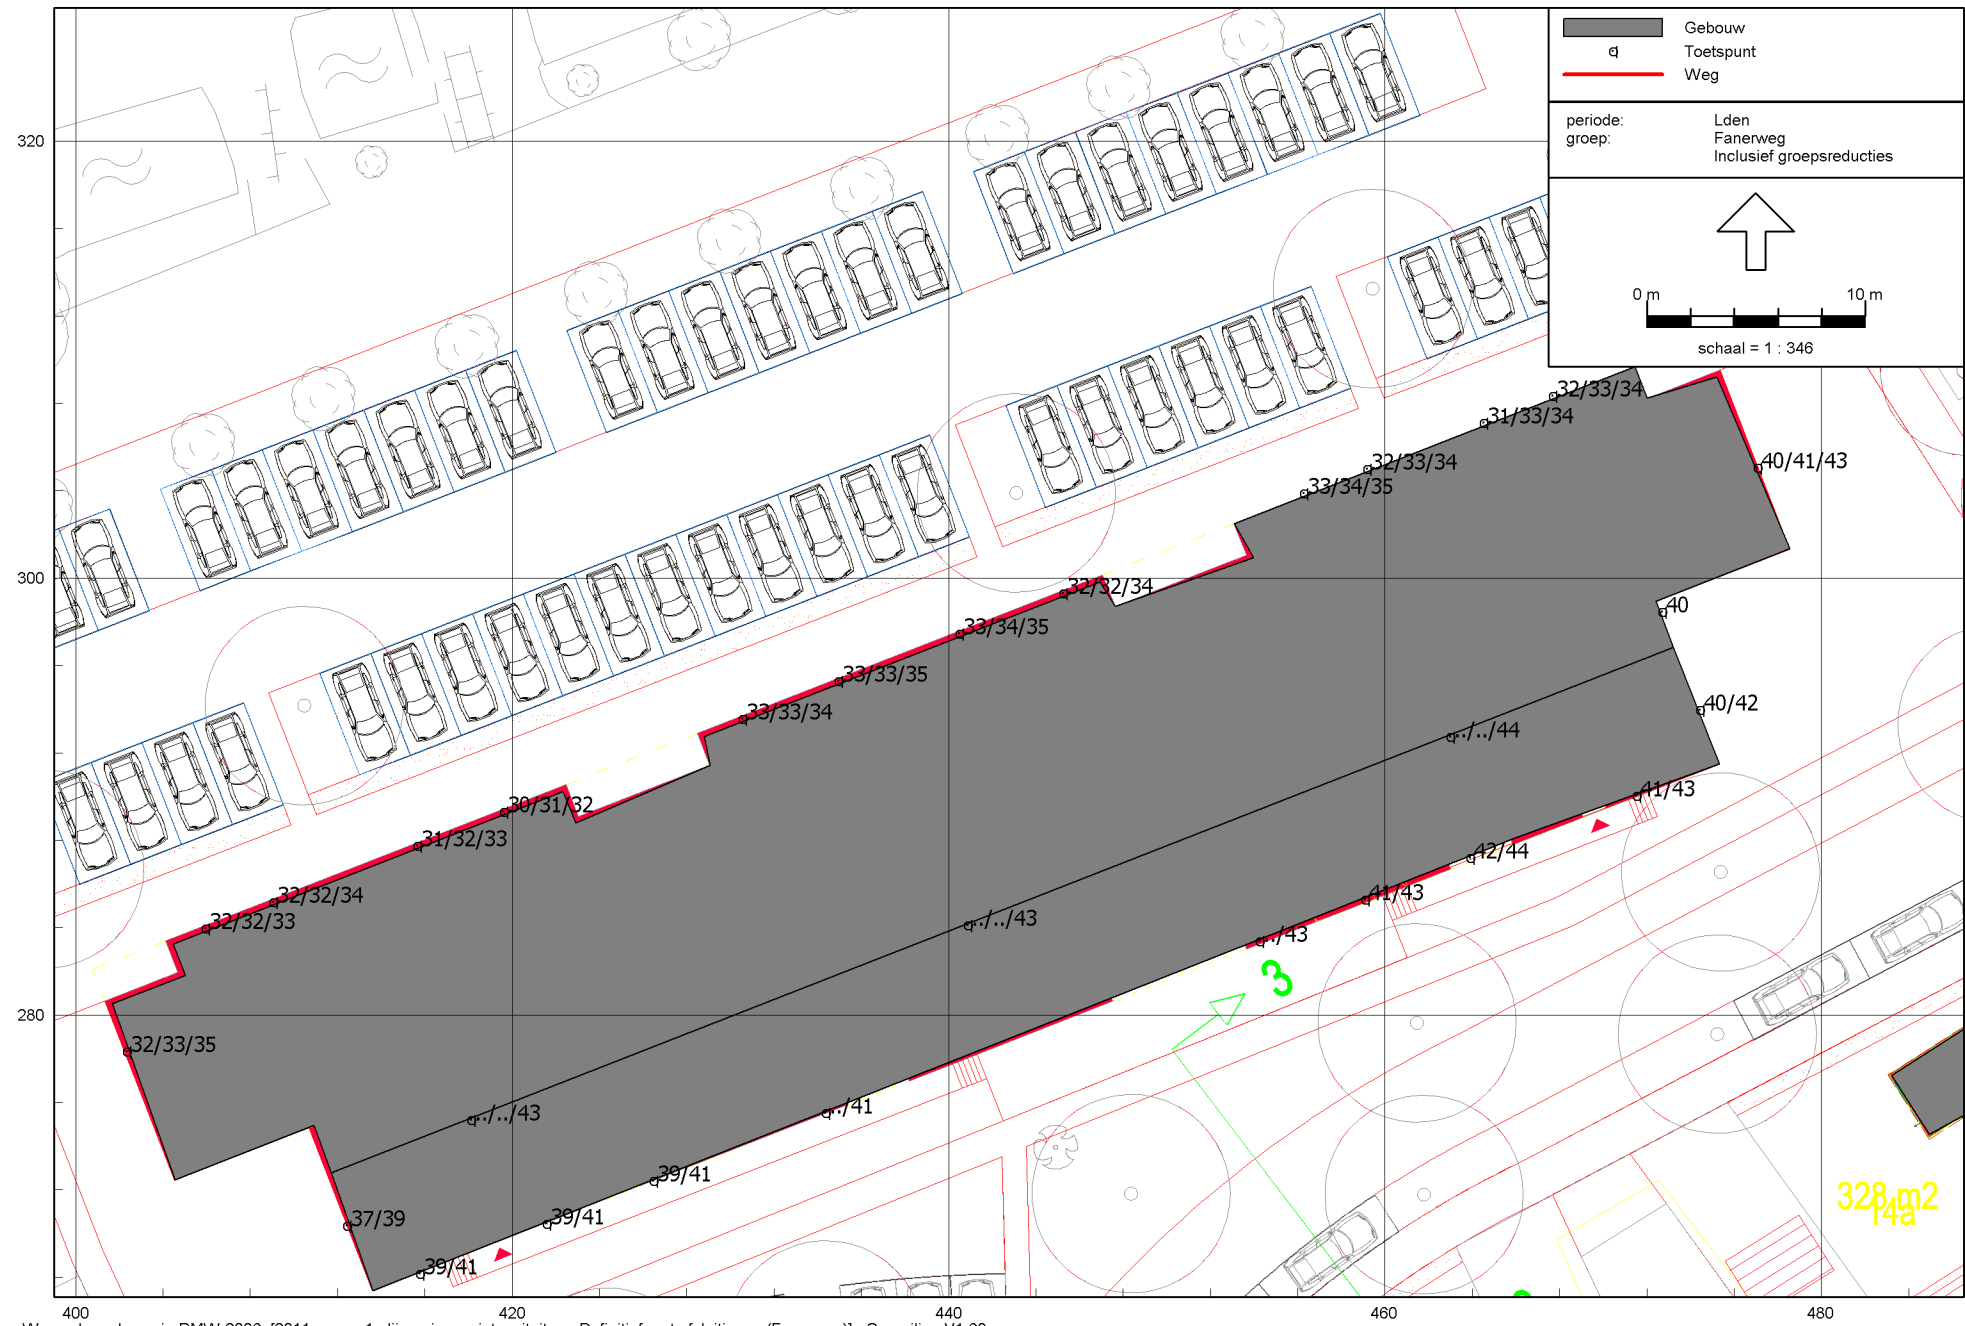 Gebouw
Toetspunt
Weg
periode: Lden
groep: Fanerweg
Inclusief groepsreducties
0 m 10 m
schaal = 1 : 346
320
300
280
400 420 440 460 480
32/33/34
31/33/34
32/33/34
33/34/35
40/41/43
32/32/34
40
33/34/35
33/33/35
33/33/34
40/42
../../44
30/31/32
41/43
31/32/33
42/44
32/32/34
41/43
32/32/33
../../43
../43
3
32/33/35
../../43
../41
39/41
328 m2
14a
37/39
39/41
39/41